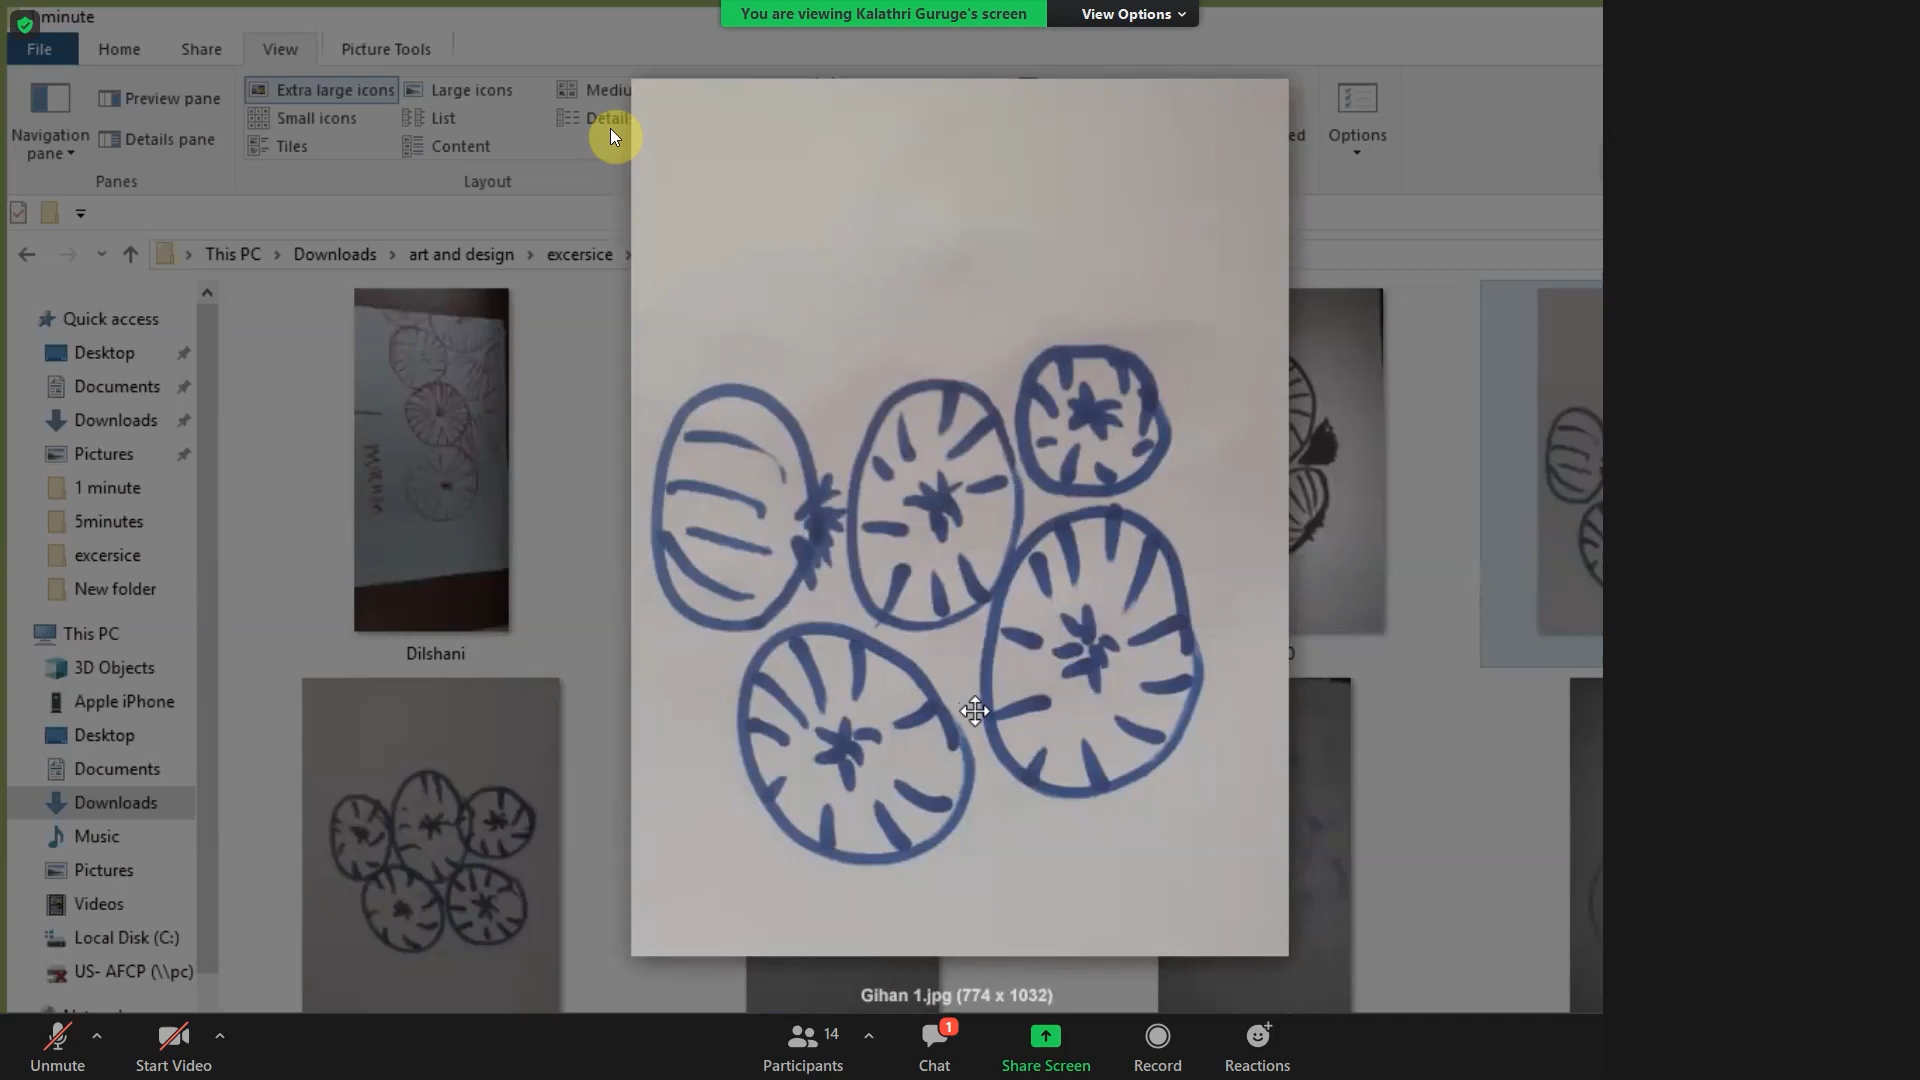 You are viewing Kalathri Guruge's screen
View Options
minute
File
Home
Share
View
Picture Tools
Navigation
pane
Preview pane
Details pane
Panes
Extra large icons
Large icons
Small icons
List
Tiles
Content
Layout
Options
This PC
Downloads
art and design
excersice
Quick access
Desktop
Documents
Downloads
Pictures
1 minute
5minutes
excersice
New folder
This PC
3D Objects
Apple iPhone
Desktop
Documents
Downloads
Music
Pictures
Videos
Local Disk (C:)
US- AFCP (\\pc)
Dilshani
Gihan 1.jpg (774 x 1032)
Unmute
Start Video
14
Participants
1
Chat
Share Screen
Record
Reactions